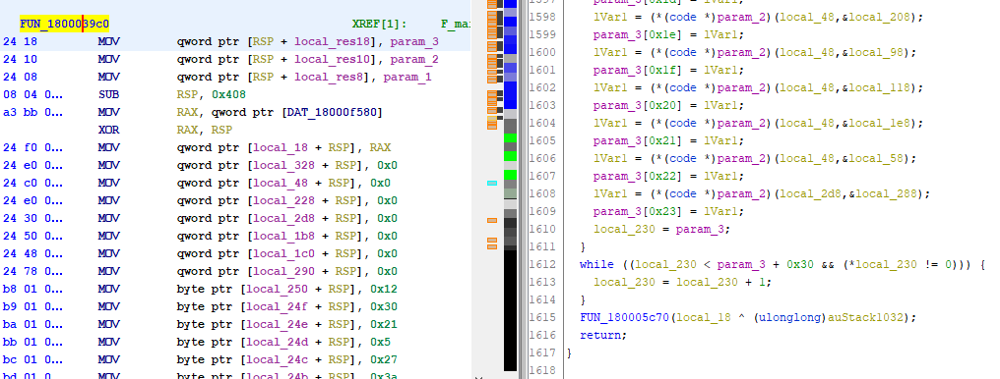 FUN_1800039c0 XREF[1]: F_mai
24 18 MOV qword ptr [RSP + local_res18], param_3
24 10 MOV qword ptr [RSP + local_res10], param_2
24 08 MOV qword ptr [RSP + local_res8], param_1
08 04 0... SUB RSP, 0x408
a3 bb 0... MOV RAX, qword ptr [DAT_18000f580]
XOR RAX, RSP
24 f0 0... MOV qword ptr [local_18 + RSP], RAX
24 e0 0... MOV qword ptr [local_328 + RSP], 0x0
24 c0 0... MOV qword ptr [local_48 + RSP], 0x0
24 e0 0... MOV qword ptr [local_228 + RSP], 0x0
24 30 0... MOV qword ptr [local_2d8 + RSP], 0x0
24 50 0... MOV qword ptr [local_1b8 + RSP], 0x0
24 48 0... MOV qword ptr [local_1c0 + RSP], 0x0
24 78 0... MOV qword ptr [local_290 + RSP], 0x0
b8 01 0... MOV byte ptr [local_250 + RSP], 0x12
b9 01 0... MOV byte ptr [local_24f + RSP], 0x30
ba 01 0... MOV byte ptr [local_24e + RSP], 0x21
bb 01 0... MOV byte ptr [local_24d + RSP], 0x5
bc 01 0... MOV byte ptr [local_24c + RSP], 0x27
bd 01 0... MOV byte ptr [local_24b + RSP], 0x3a
1597 param_3[0x1d] = lVar1;
1598 lVar1 = (*(code *)param_2)(local_48,&local_208);
1599 param_3[0x1e] = lVar1;
1600 lVar1 = (*(code *)param_2)(local_48,&local_98);
1601 param_3[0x1f] = lVar1;
1602 lVar1 = (*(code *)param_2)(local_48,&local_118);
1603 param_3[0x20] = lVar1;
1604 lVar1 = (*(code *)param_2)(local_48,&local_1e8);
1605 param_3[0x21] = lVar1;
1606 lVar1 = (*(code *)param_2)(local_48,&local_58);
1607 param_3[0x22] = lVar1;
1608 lVar1 = (*(code *)param_2)(local_2d8,&local_288);
1609 param_3[0x23] = lVar1;
1610 local_230 = param_3;
1611 }
1612 while ((local_230 < param_3 + 0x30 && (*local_230 != 0))) {
1613 local_230 = local_230 + 1;
1614 }
1615 FUN_180005c70(local_18 ^ (ulonglong)auStack1032);
1616 return;
1617 }
1618